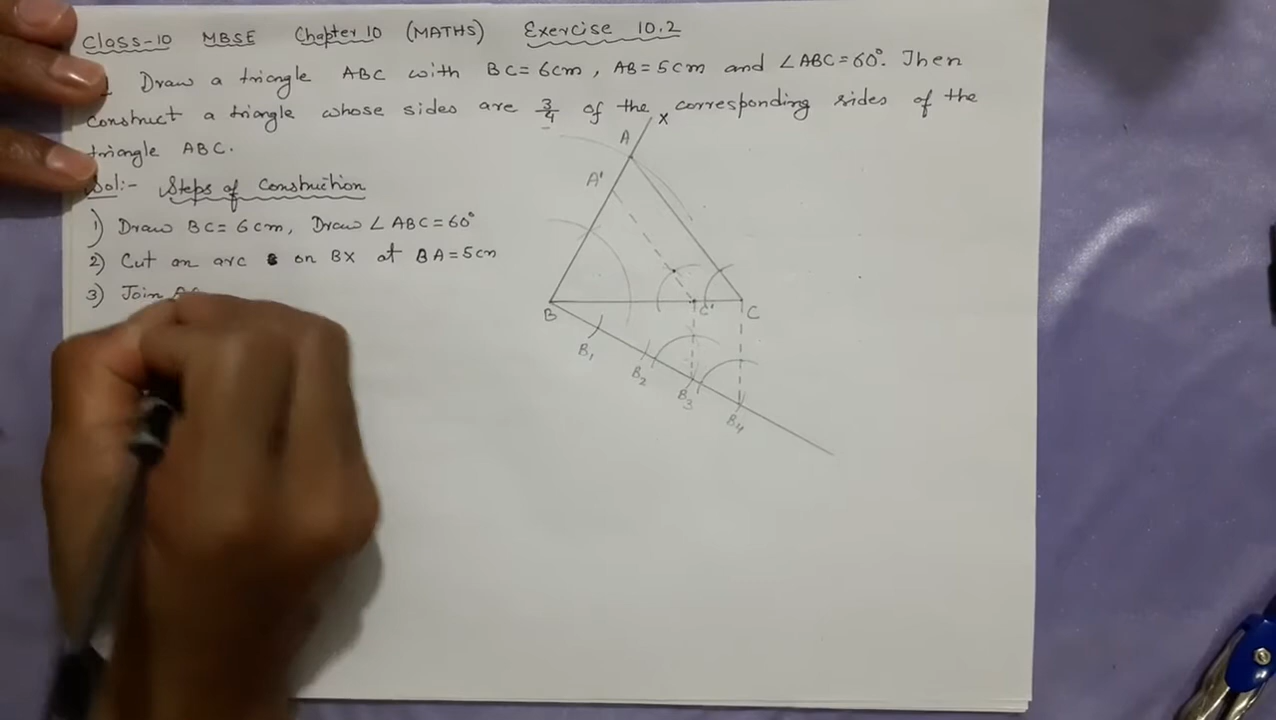 Class-10 MBSE Chapter 10 (MATHS) Exercise 10.2
Draw a triangle ABC with BC = 6cm, AB = 5cm and ∠ABC = 60°. Then
Construct a triangle whose sides are 3/4 of the corresponding sides of the
triangle ABC.
Sol:- Steps of Construction
1) Draw BC = 6cm, Draw ∠ABC = 60°
2) Cut an arc on BX at BA = 5cm
3) Join
X
A
A'
B
C'
C
B1
B2
B3
B4